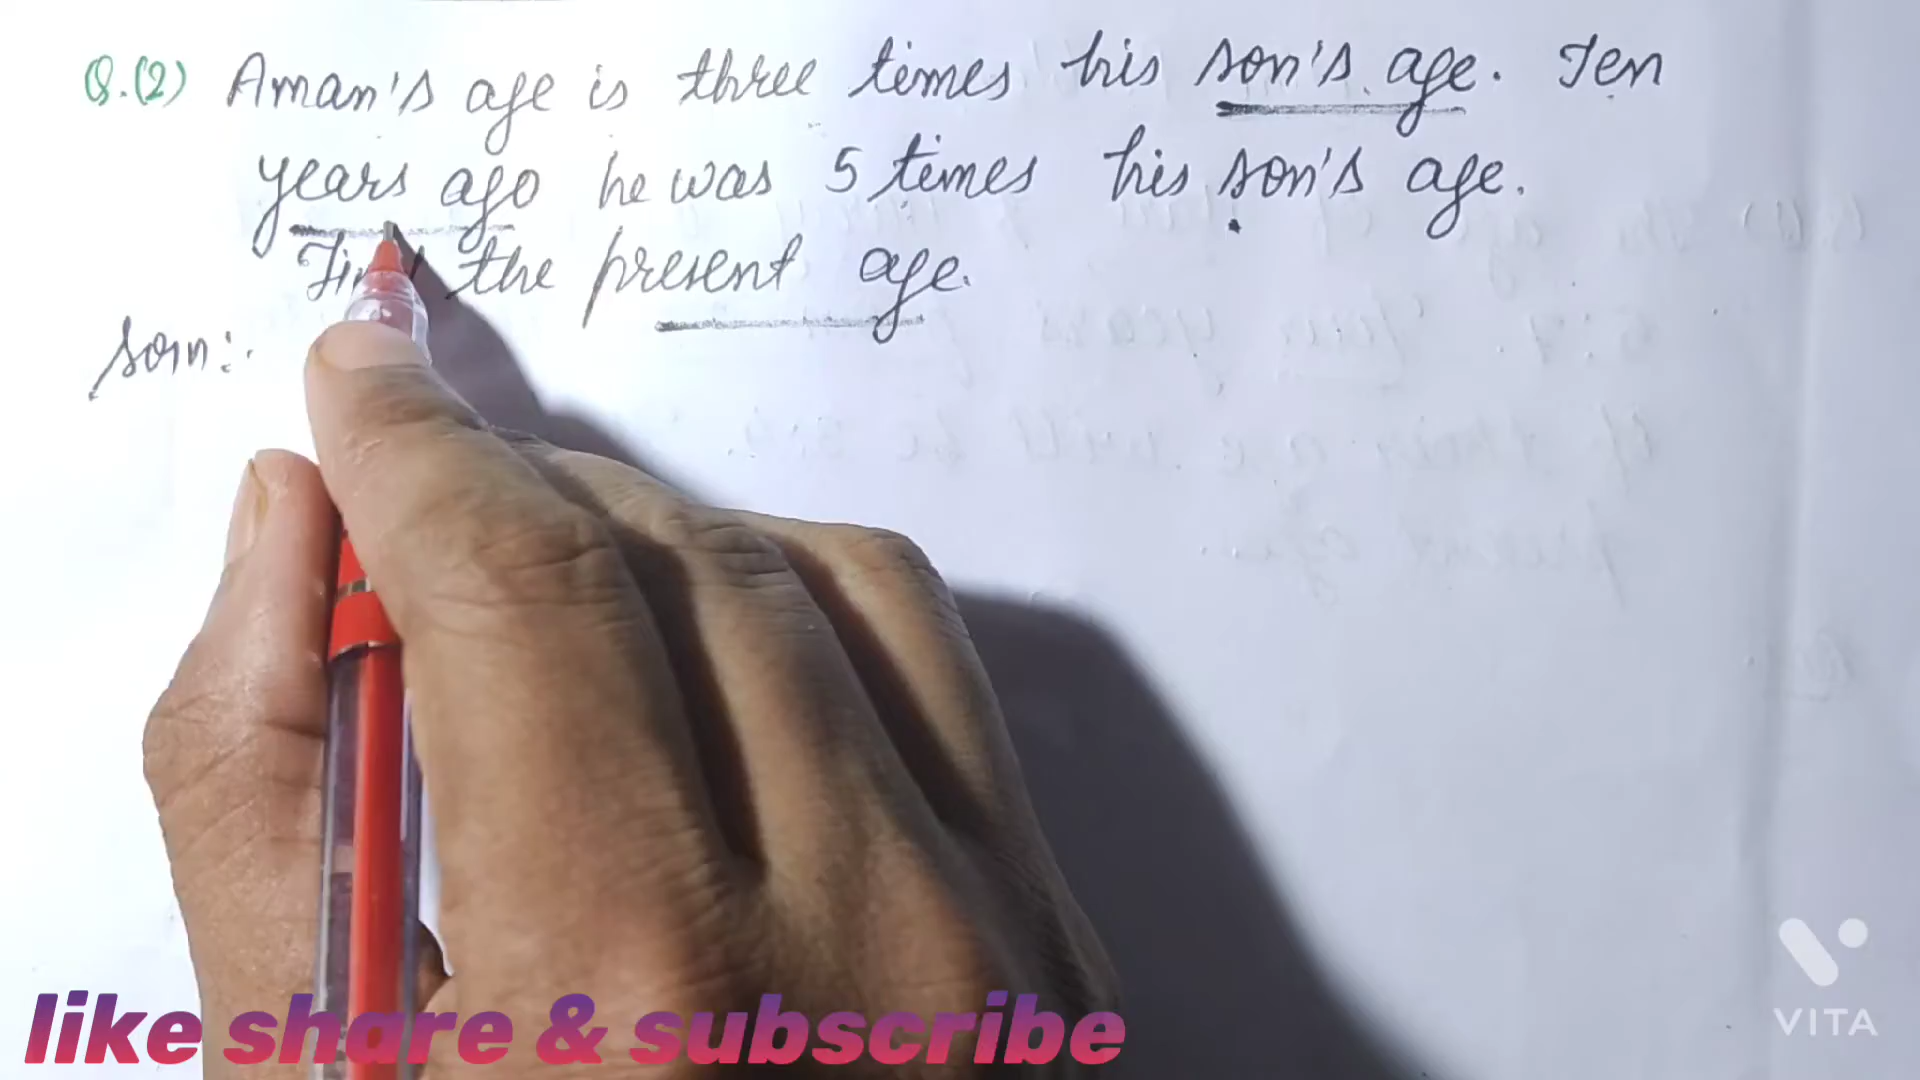 Q.(2) Aman's age is three times his son's age. Ten
years ago he was 5 times his son's age.
the present age.
soln:-
like share & subscribe
VITA